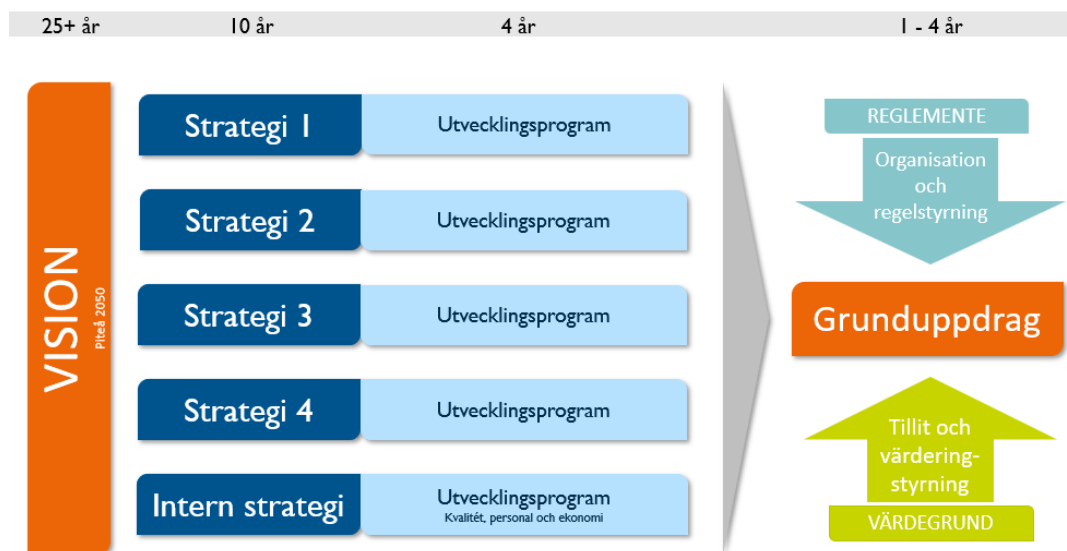 25+ år
10 år
4 år
1 - 4 år
VISION
Piteå 2050
Strategi 1
Utvecklingsprogram
Strategi 2
Utvecklingsprogram
Strategi 3
Utvecklingsprogram
Strategi 4
Utvecklingsprogram
Intern strategi
Utvecklingsprogram
Kvalitét, personal och ekonomi
REGLEMENTE
Organisation
och
regelstyrning
Grunduppdrag
Tillit och
värdering-
styrning
VÄRDEGRUND